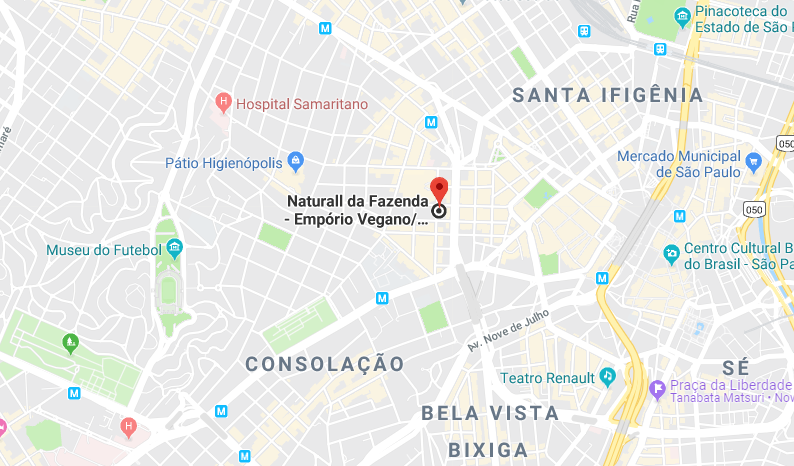 Pinacoteca do
Estado de São
Rua
SANTA IFIGÊNIA
H
Hospital Samaritano
M
M
M
050
Pátio Higienópolis
Mercado Municipal
de São Paulo
Naturall da Fazenda
- Empório Vegano/...
050
Museu do Futebol
M
Centro Cultural B
do Brasil - São Pa
M
M
Av. Nove de Julho
CONSOLAÇÃO
SÉ
Teatro Renault
Praça da Liberdade
Tanabata Matsuri • Nov
M
M
BELA VISTA
H
BIXIGA
M